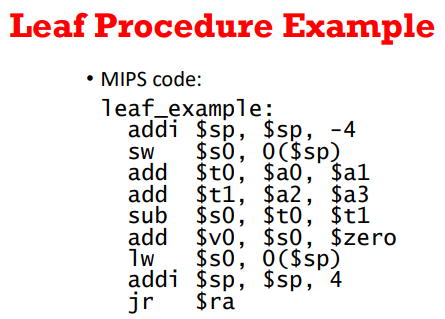 Leaf Procedure Example
• MIPS code:
leaf_example:
addi $sp, $sp, -4
sw $s0, 0($sp)
add $t0, $a0, $a1
add $t1, $a2, $a3
sub $s0, $t0, $t1
add $v0, $s0, $zero
lw $s0, 0($sp)
addi $sp, $sp, 4
jr $ra